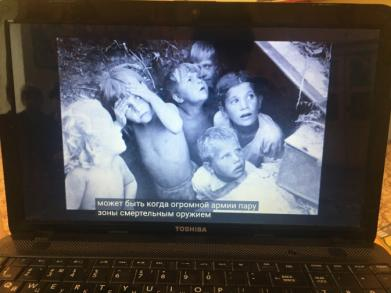 может быть когда огромной армии пару
зоны смертельным оружием
TOSHIBA
Q W E R T Y U I O P